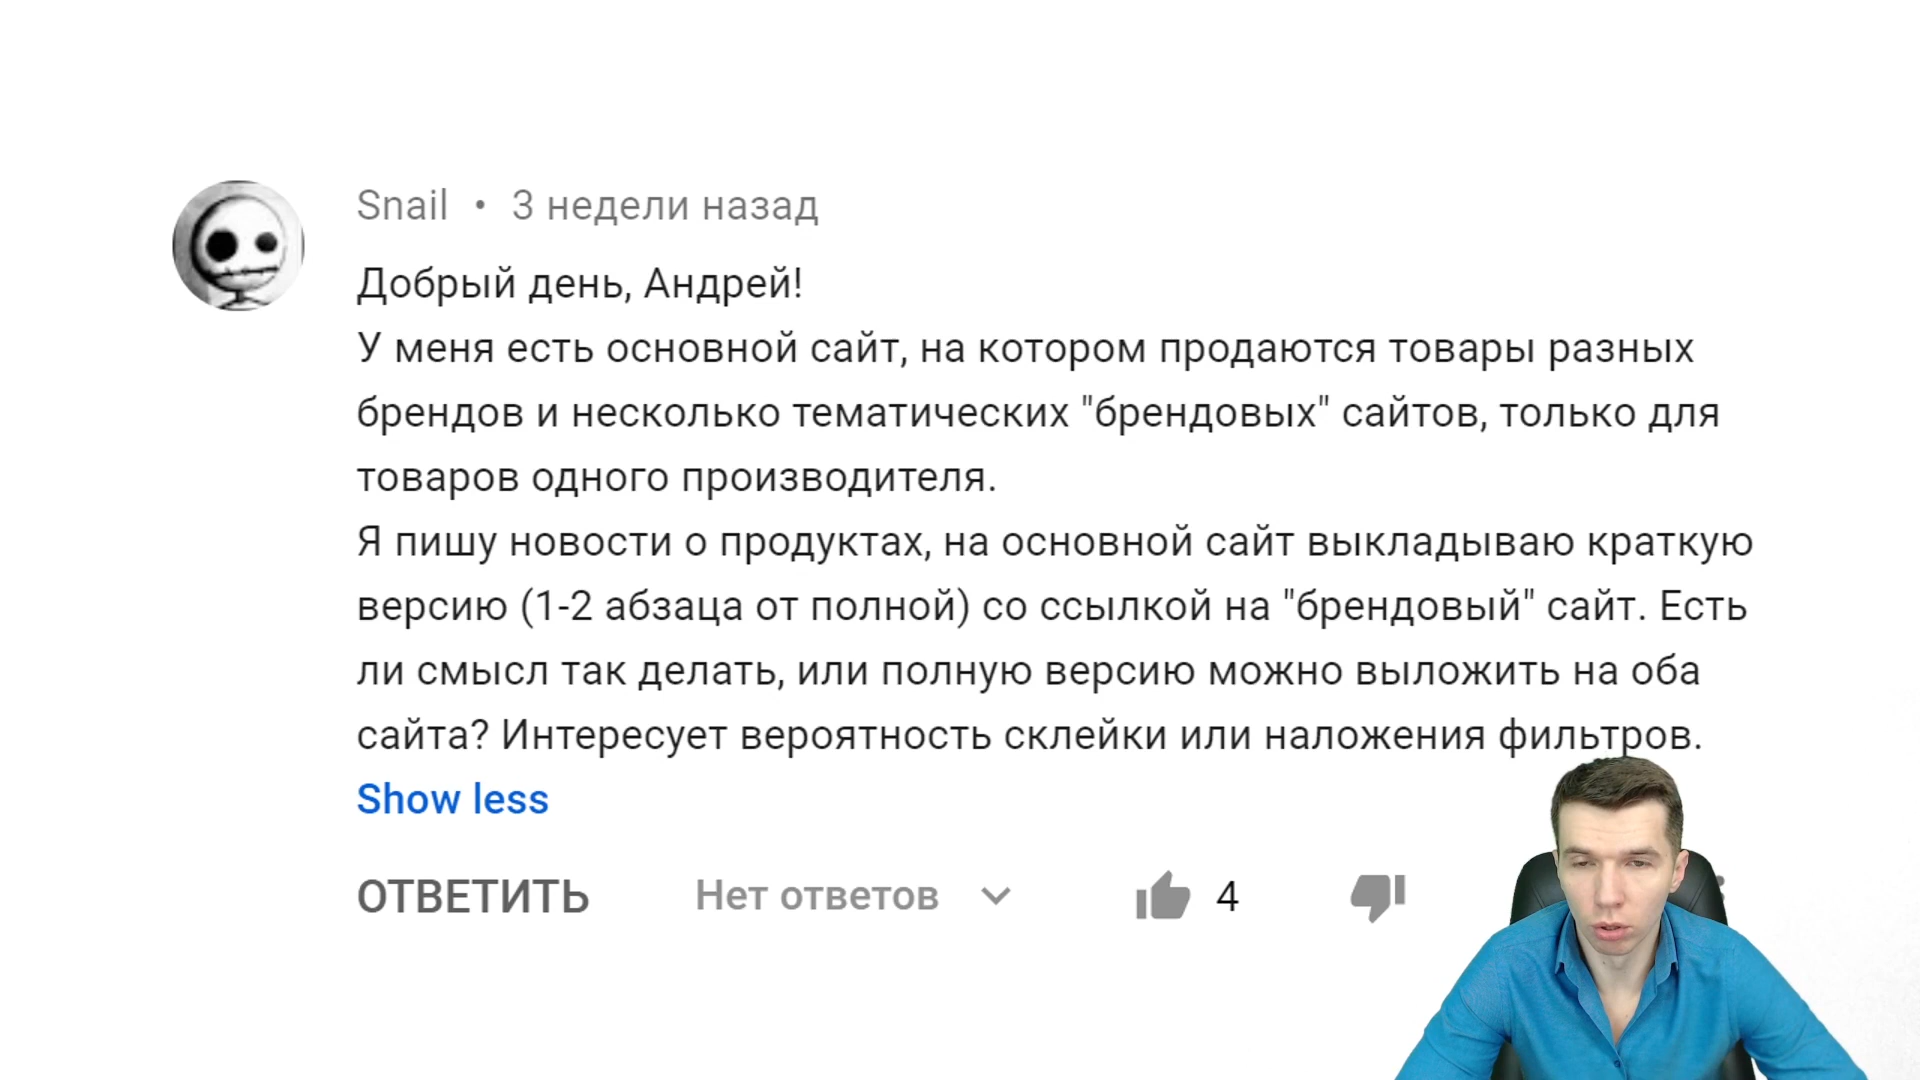 Snail • 3 недели назад
Добрый день, Андрей!
У меня есть основной сайт, на котором продаются товары разных
брендов и несколько тематических "брендовых" сайтов, только для
товаров одного производителя.
Я пишу новости о продуктах, на основной сайт выкладываю краткую
версию (1-2 абзаца от полной) со ссылкой на "брендовый" сайт. Есть
ли смысл так делать, или полную версию можно выложить на оба
сайта? Интересует вероятность склейки или наложения фильтров.
Show less
ОТВЕТИТЬ Нет ответов 4